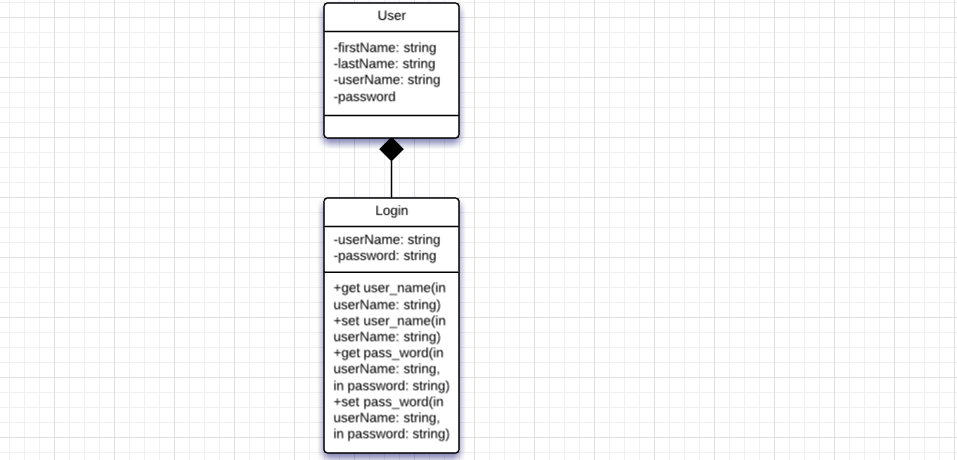 User
-firstName: string
-lastName: string
-userName: string
-password
Login
-userName: string
-password: string
+get user_name(in
userName: string)
+set user_name(in
userName: string)
+get pass_word(in
userName: string,
in password: string)
+set pass_word(in
userName: string,
in password: string)